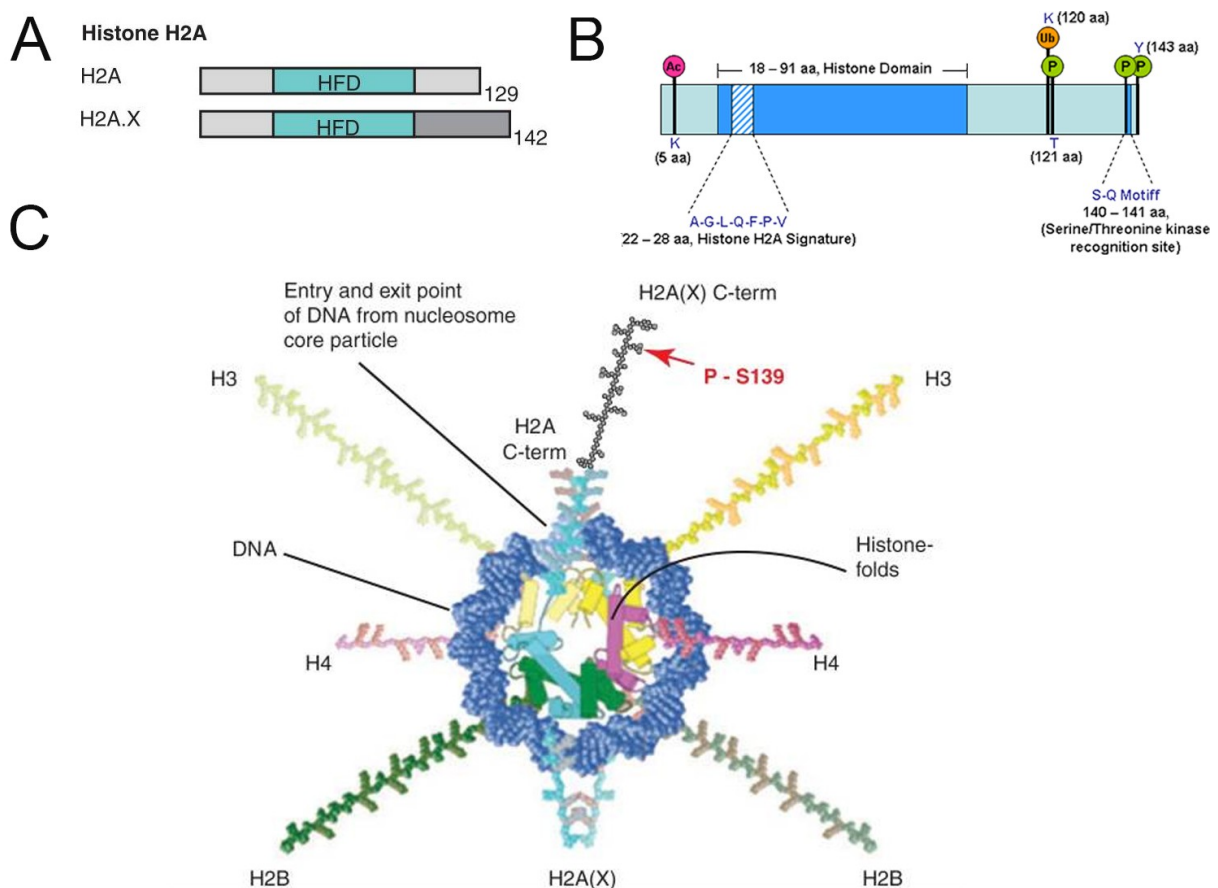 A
Histone H2A
H2A
HFD
129
H2A.X
HFD
142
B
K (120 aa)
Ub
Y (143 aa)
Ac
18 – 91 aa, Histone Domain
P
P
P
K
(5 aa)
T
(121 aa)
A-G-L-Q-F-P-V
22 – 28 aa, Histone H2A Signature)
S-Q Motiff
140 – 141 aa,
(Serine/Threonine kinase
recognition site)
C
Entry and exit point
of DNA from nucleosome
core particle
H2A(X) C-term
P - S139
H3
H3
H2A
C-term
DNA
Histone-
folds
H4
H4
H2B
H2A(X)
H2B